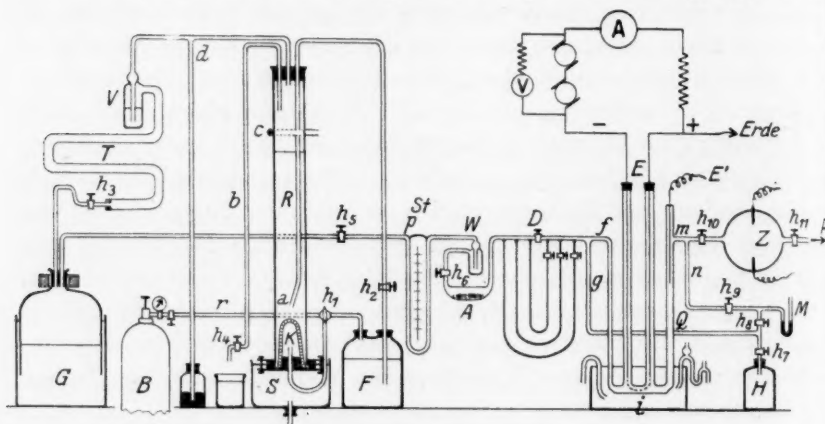 A
V
d
−
+
Erde
V
c
E
E'
T
h₃
b
R
h₅
St
p
W
D
f
m
h₁₀
Z
h₁₁
h₆
g
n
h₂
A
a
h₁
r
h₉
M
h₈
Q
h₄
K
h₇
G
B
S
F
i
H